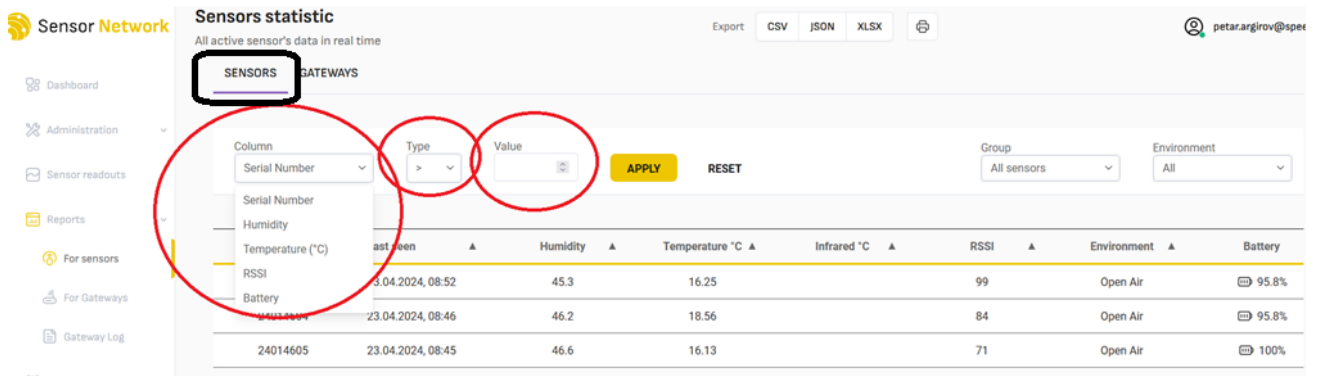 Sensor Network
Sensors statistic
All active sensor's data in real time
Export CSV JSON XLSX
petar.argirov@spee
SENSORS GATEWAYS
Dashboard
Administration
Sensor readouts
Reports
For sensors
For Gateways
Gateway Log
Column Type Value Group Environment
Serial Number > APPLY RESET All sensors All
Serial Number
Humidity
Temperature (°C)
RSSI
Battery
ast seen ▲ Humidity ▲ Temperature °C ▲ Infrared °C ▲ RSSI ▲ Environment ▲ Battery
3.04.2024, 08:52 45.3 16.25 99 Open Air 95.8%
23.04.2024, 08:46 46.2 18.56 84 Open Air 95.8%
24014605 23.04.2024, 08:45 46.6 16.13 71 Open Air 100%